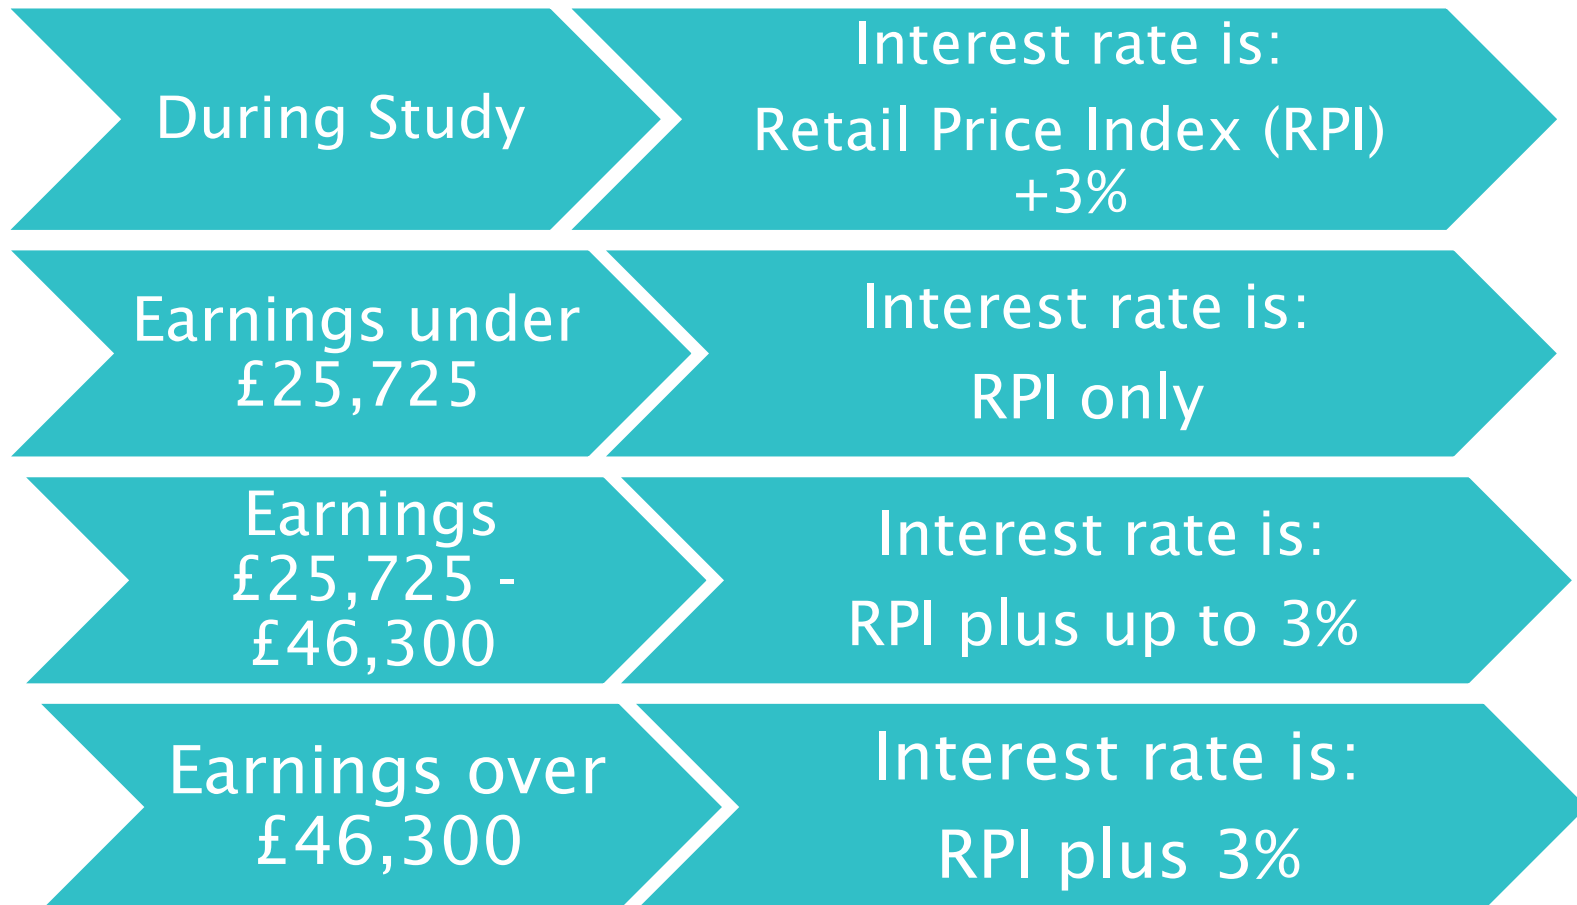 During Study
Interest rate is:
Retail Price Index (RPI)
+3%
Earnings under
£25,725
Interest rate is:
RPI only
Earnings
£25,725 -
£46,300
Interest rate is:
RPI plus up to 3%
Earnings over
£46,300
Interest rate is:
RPI plus 3%